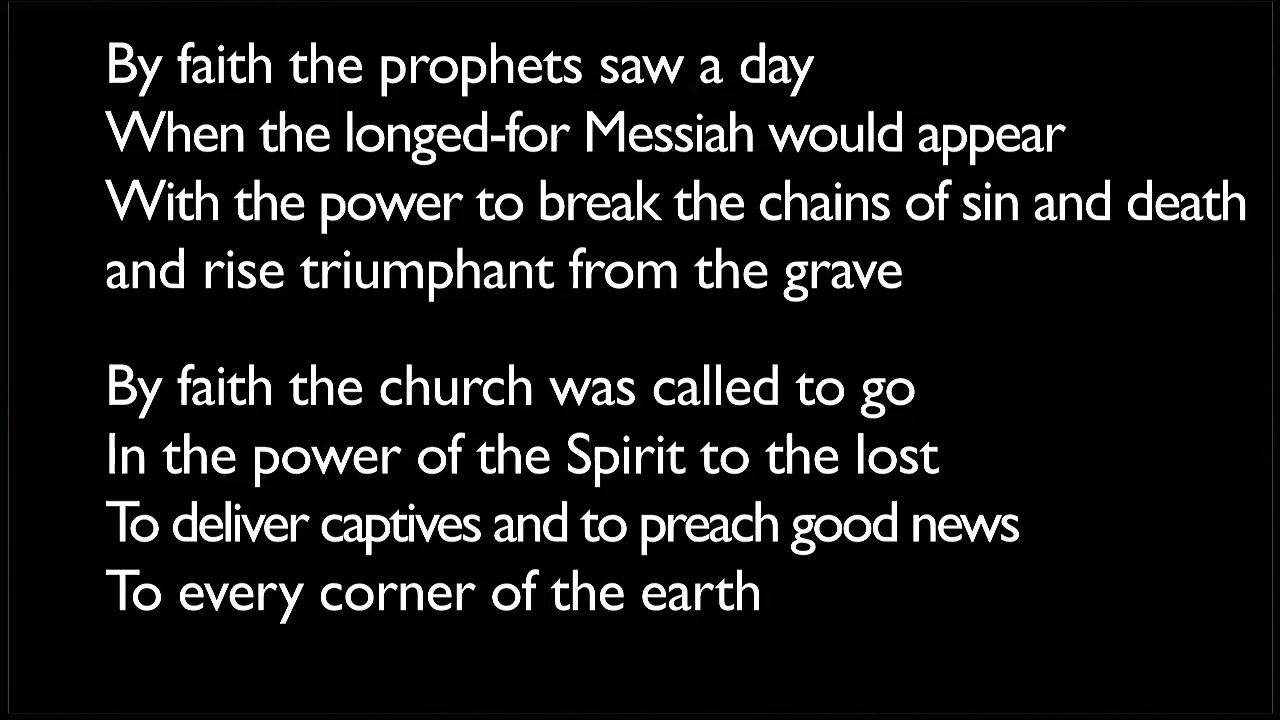 By faith the prophets saw a day
When the longed-for Messiah would appear
With the power to break the chains of sin and death
and rise triumphant from the grave
By faith the church was called to go
In the power of the Spirit to the lost
To deliver captives and to preach good news
To every corner of the earth